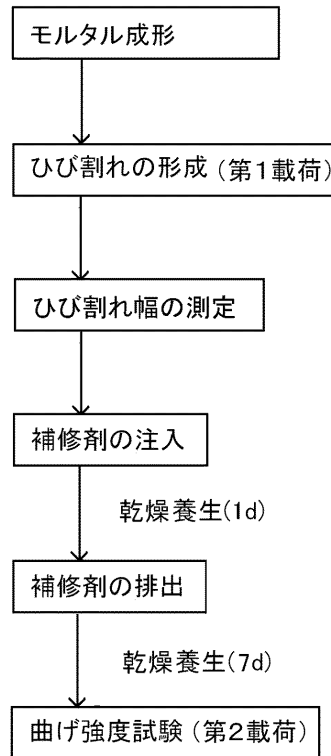 モルタル成形
ひび割れの形成(第1載荷)
ひび割れ幅の測定
補修剤の注入
乾燥養生(1d)
補修剤の排出
乾燥養生(7d)
曲げ強度試験(第2載荷)